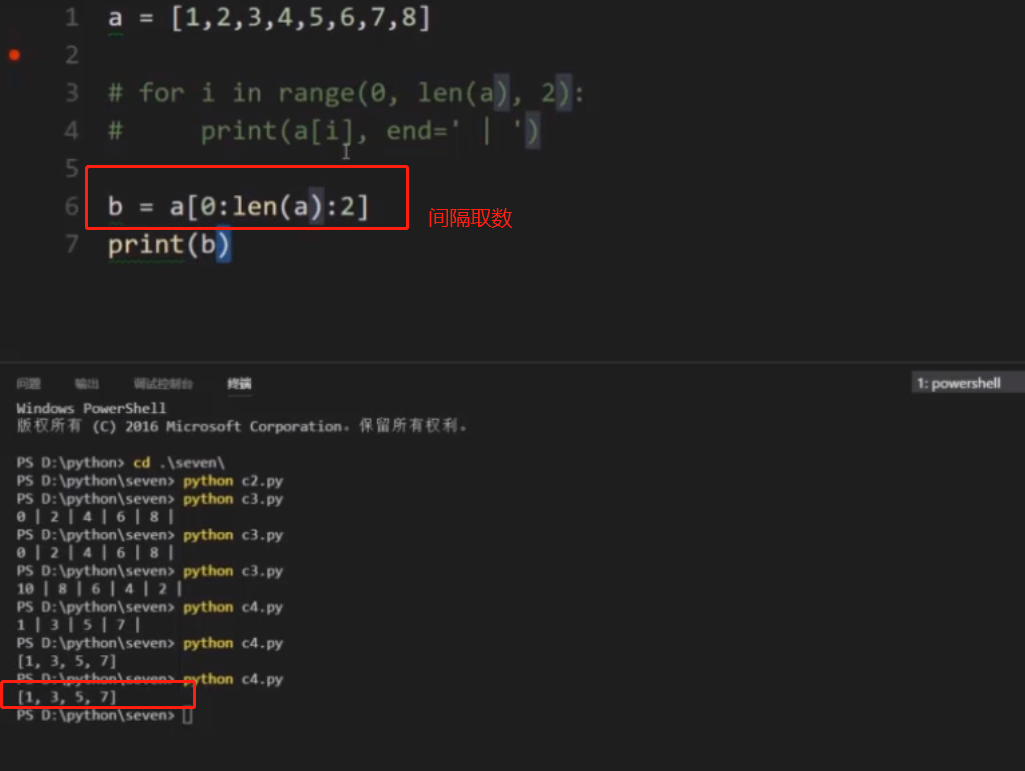 1 a = [1,2,3,4,5,6,7,8]
2
3 # for i in range(0, len(a), 2):
4 #     print(a[i], end=' | ')
5
6 b = a[0:len(a):2]
间隔取数
7 print(b)
问题 输出 调试控制台 终端 1: powershell
Windows PowerShell
版权所有 (C) 2016 Microsoft Corporation。保留所有权利。
PS D:\python> cd .\seven\
PS D:\python\seven> python c2.py
PS D:\python\seven> python c3.py
0 | 2 | 4 | 6 | 8 |
PS D:\python\seven> python c3.py
0 | 2 | 4 | 6 | 8 |
PS D:\python\seven> python c3.py
10 | 8 | 6 | 4 | 2 |
PS D:\python\seven> python c4.py
1 | 3 | 5 | 7 |
PS D:\python\seven> python c4.py
[1, 3, 5, 7]
PS D:\python\seven> python c4.py
[1, 3, 5, 7]
PS D:\python\seven>